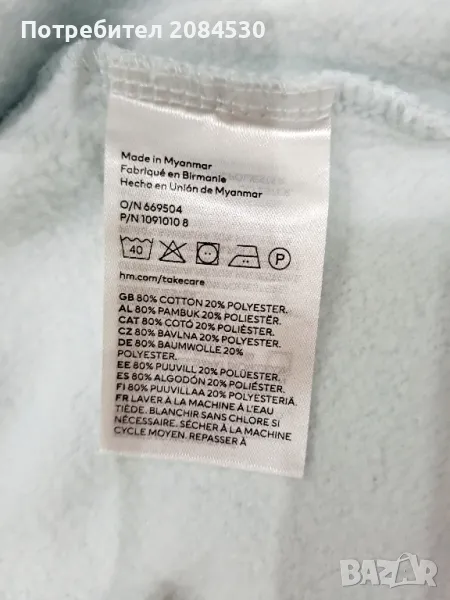 Потребител 2084530
Made in Myanmar
Fabriqué en Birmanie
Hecho en Unión de Myanmar
O/N 669504
P/N 1091010 8
40
P
hm.com/takecare
GB 80% COTTON 20% POLYESTER.
AL 80% PAMBUK 20% POLIESTËR.
CAT 80% COTÓ 20% POLIÈSTER.
CZ 80% BAVLNA 20% POLYESTER.
DE 80% BAUMWOLLE 20%
POLYESTER.
EE 80% PUUVILL 20% POLÜESTER.
ES 80% ALGODÓN 20% POLIÉSTER.
FI 80% PUUVILLAA 20% POLYESTERIÄ.
FR LAVER À LA MACHINE À L'EAU
TIÈDE. BLANCHIR SANS CHLORE SI
NÉCESSAIRE. SÉCHER À LA MACHINE
CYCLE MOYEN. REPASSER À
BAZAR